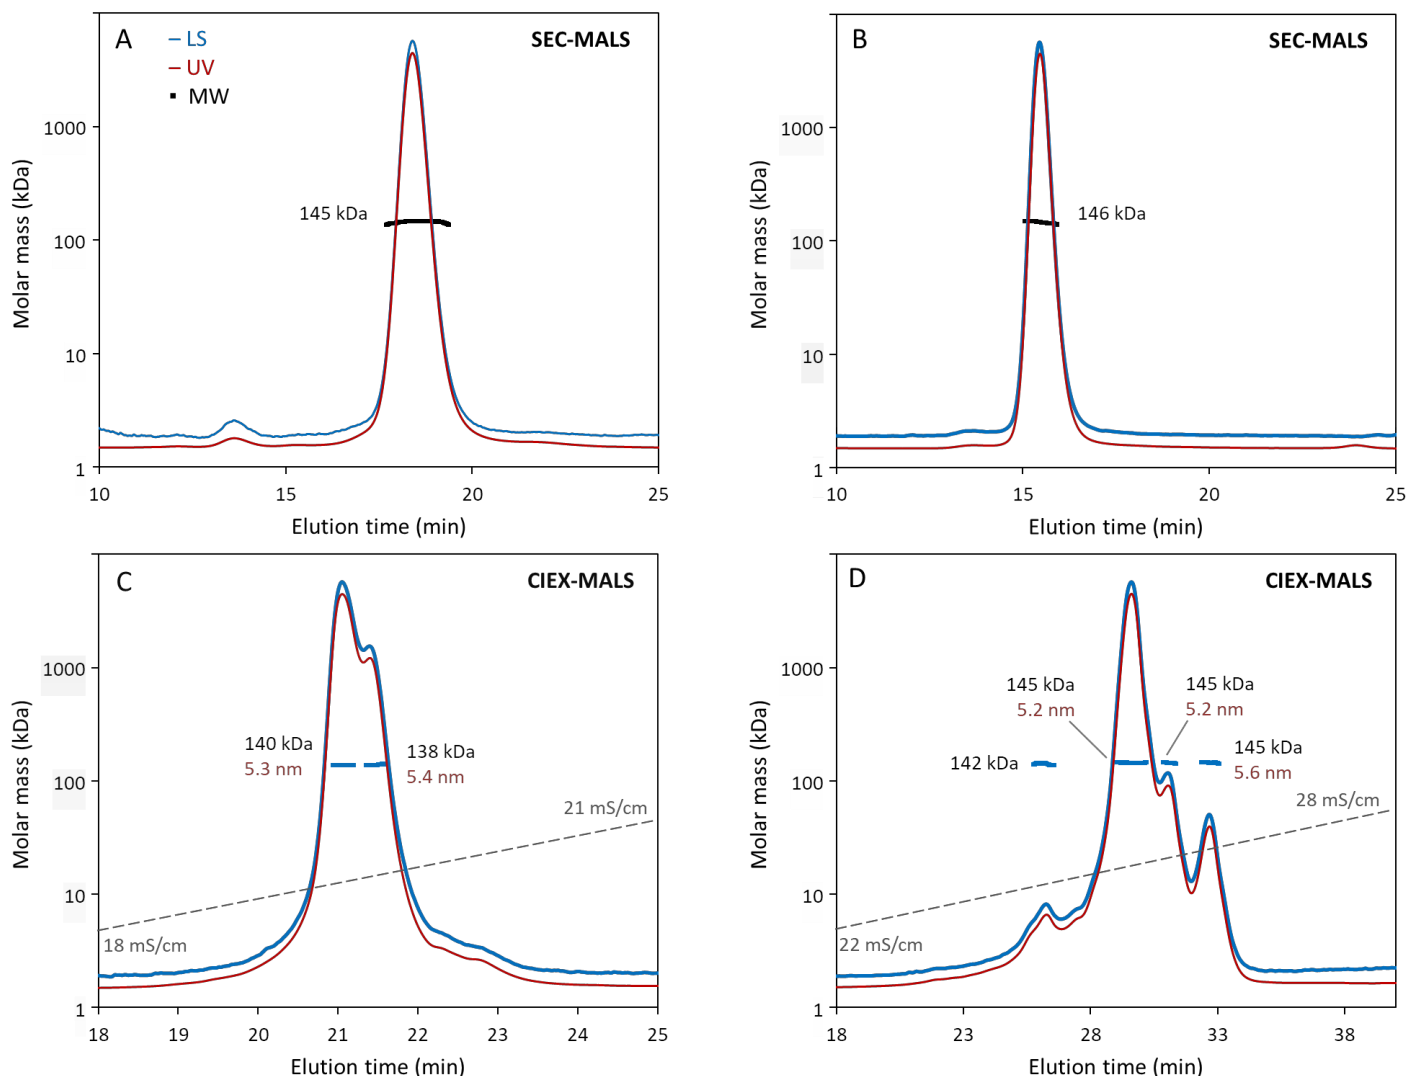 A
– LS
– UV
▪ MW
SEC-MALS
1000
145 kDa
100
10
1
10
15
20
25
Molar mass (kDa)
Elution time (min)
B
SEC-MALS
1000
146 kDa
100
10
1
10
15
20
25
Molar mass (kDa)
Elution time (min)
C
CIEX-MALS
1000
140 kDa
5.3 nm
138 kDa
5.4 nm
100
21 mS/cm
10
18 mS/cm
1
18
19
20
21
22
23
24
25
Molar mass (kDa)
Elution time (min)
D
CIEX-MALS
1000
145 kDa
5.2 nm
145 kDa
5.2 nm
142 kDa
145 kDa
5.6 nm
100
28 mS/cm
10
22 mS/cm
1
18
23
28
33
38
Molar mass (kDa)
Elution time (min)